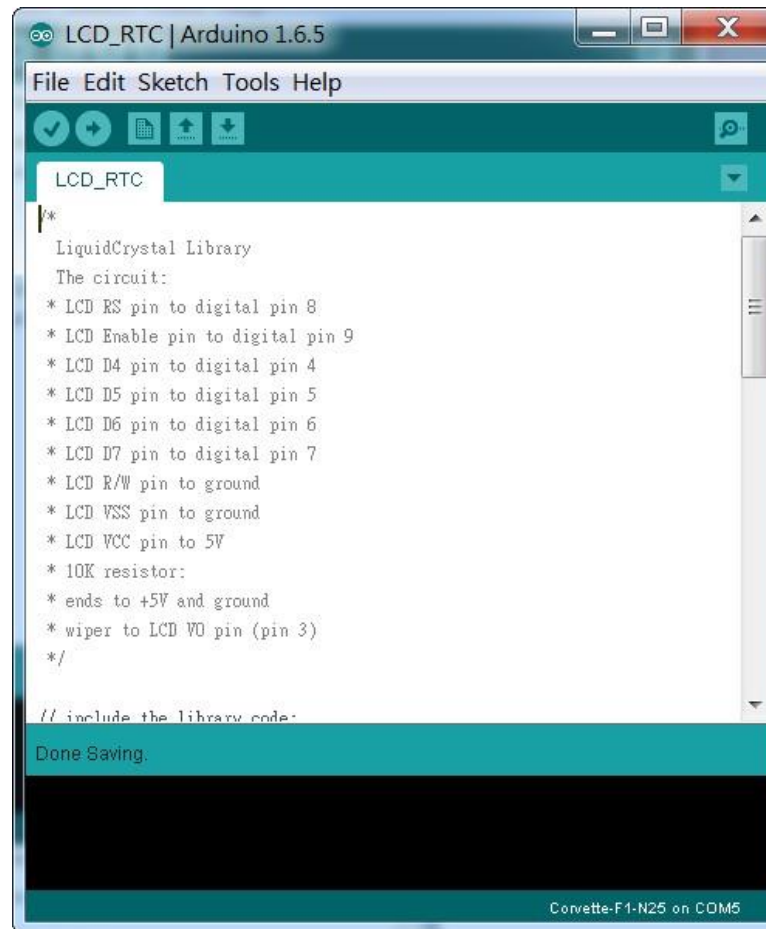 LCD_RTC | Arduino 1.6.5
File Edit Sketch Tools Help
LCD_RTC
/*
LiquidCrystal Library
The circuit:
* LCD RS pin to digital pin 8
* LCD Enable pin to digital pin 9
* LCD D4 pin to digital pin 4
* LCD D5 pin to digital pin 5
* LCD D6 pin to digital pin 6
* LCD D7 pin to digital pin 7
* LCD R/W pin to ground
* LCD VSS pin to ground
* LCD VCC pin to 5V
* 10K resistor:
* ends to +5V and ground
* wiper to LCD VO pin (pin 3)
*/
// include the library code:
Done Saving.
Corvette-F1-N25 on COM5